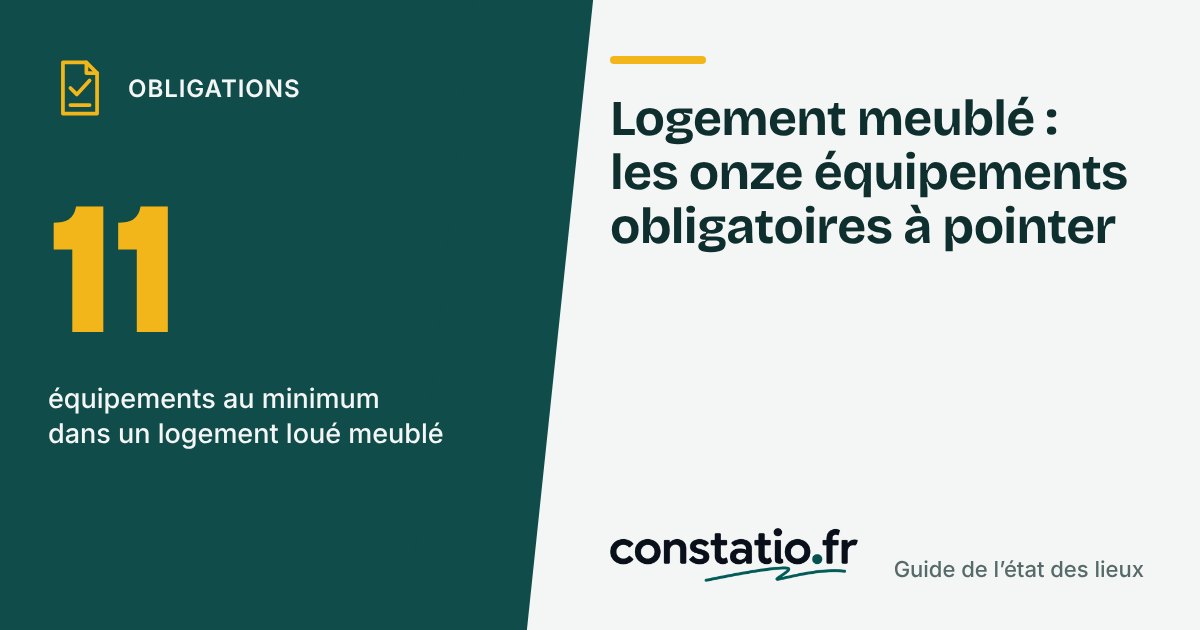 OBLIGATIONS
11
équipements au minimum
dans un logement loué meublé
Logement meublé :
les onze équipements
obligatoires à pointer
constatio.fr
Guide de l’état des lieux